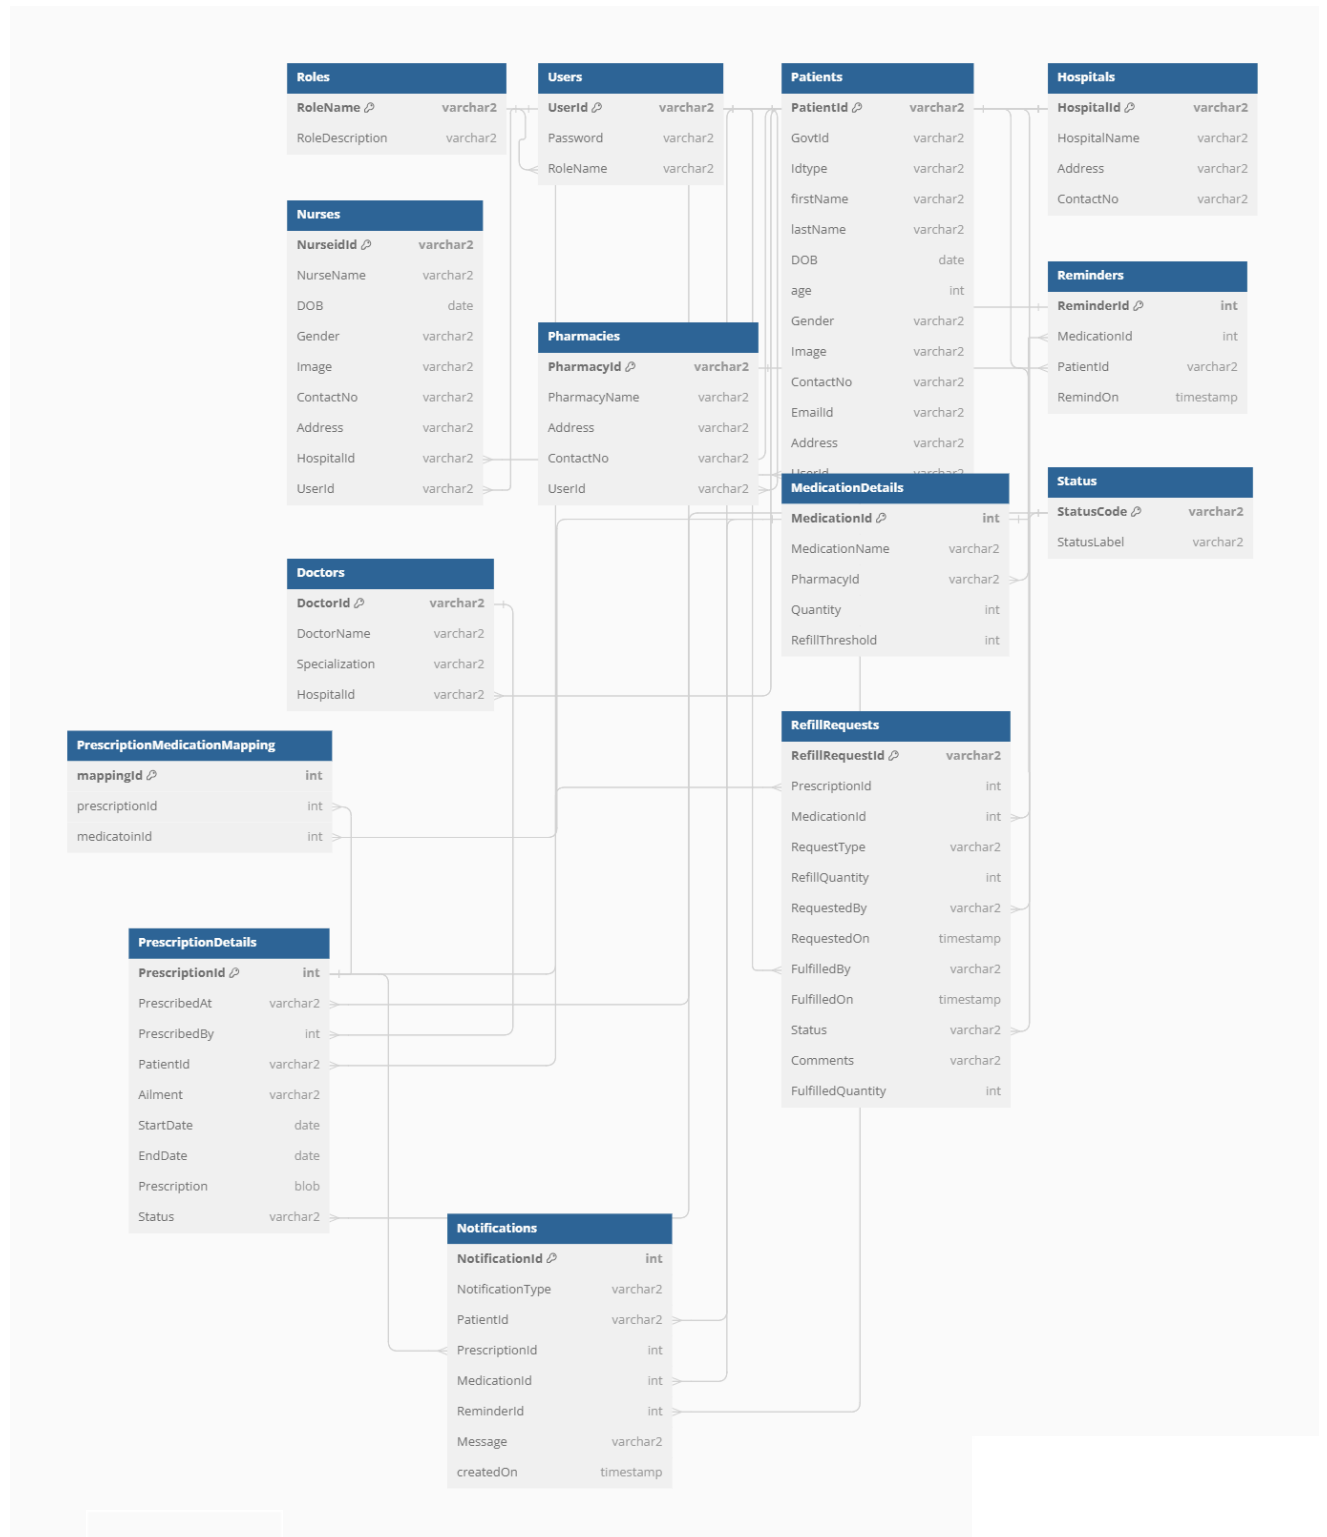 Roles
RoleName varchar2
RoleDescription varchar2
Users
UserId varchar2
Password varchar2
RoleName varchar2
Patients
PatientId varchar2
GovtId varchar2
Idtype varchar2
firstName varchar2
lastName varchar2
DOB date
age int
Gender varchar2
Image varchar2
ContactNo varchar2
EmailId varchar2
Address varchar2
UserId varchar2
Hospitals
HospitalId varchar2
HospitalName varchar2
Address varchar2
ContactNo varchar2
Nurses
NurseidId varchar2
NurseName varchar2
DOB date
Gender varchar2
Image varchar2
ContactNo varchar2
Address varchar2
HospitalId varchar2
UserId varchar2
Pharmacies
PharmacyId varchar2
PharmacyName varchar2
Address varchar2
ContactNo varchar2
UserId varchar2
Reminders
ReminderId int
MedicationId int
PatientId varchar2
RemindOn timestamp
MedicationDetails
MedicationId int
MedicationName varchar2
PharmacyId varchar2
Quantity int
RefillThreshold int
Status
StatusCode varchar2
StatusLabel varchar2
Doctors
DoctorId varchar2
DoctorName varchar2
Specialization varchar2
HospitalId varchar2
PrescriptionMedicationMapping
mappingId int
prescriptionId int
medicatoinId int
RefillRequests
RefillRequestId varchar2
PrescriptionId int
MedicationId int
RequestType varchar2
RefillQuantity int
RequestedBy varchar2
RequestedOn timestamp
FulfilledBy varchar2
FulfilledOn timestamp
Status varchar2
Comments varchar2
FulfilledQuantity int
PrescriptionDetails
PrescriptionId int
PrescribedAt varchar2
PrescribedBy int
PatientId varchar2
Ailment varchar2
StartDate date
EndDate date
Prescription blob
Status varchar2
Notifications
NotificationId int
NotificationType varchar2
PatientId varchar2
PrescriptionId int
MedicationId int
ReminderId int
Message varchar2
createdOn timestamp